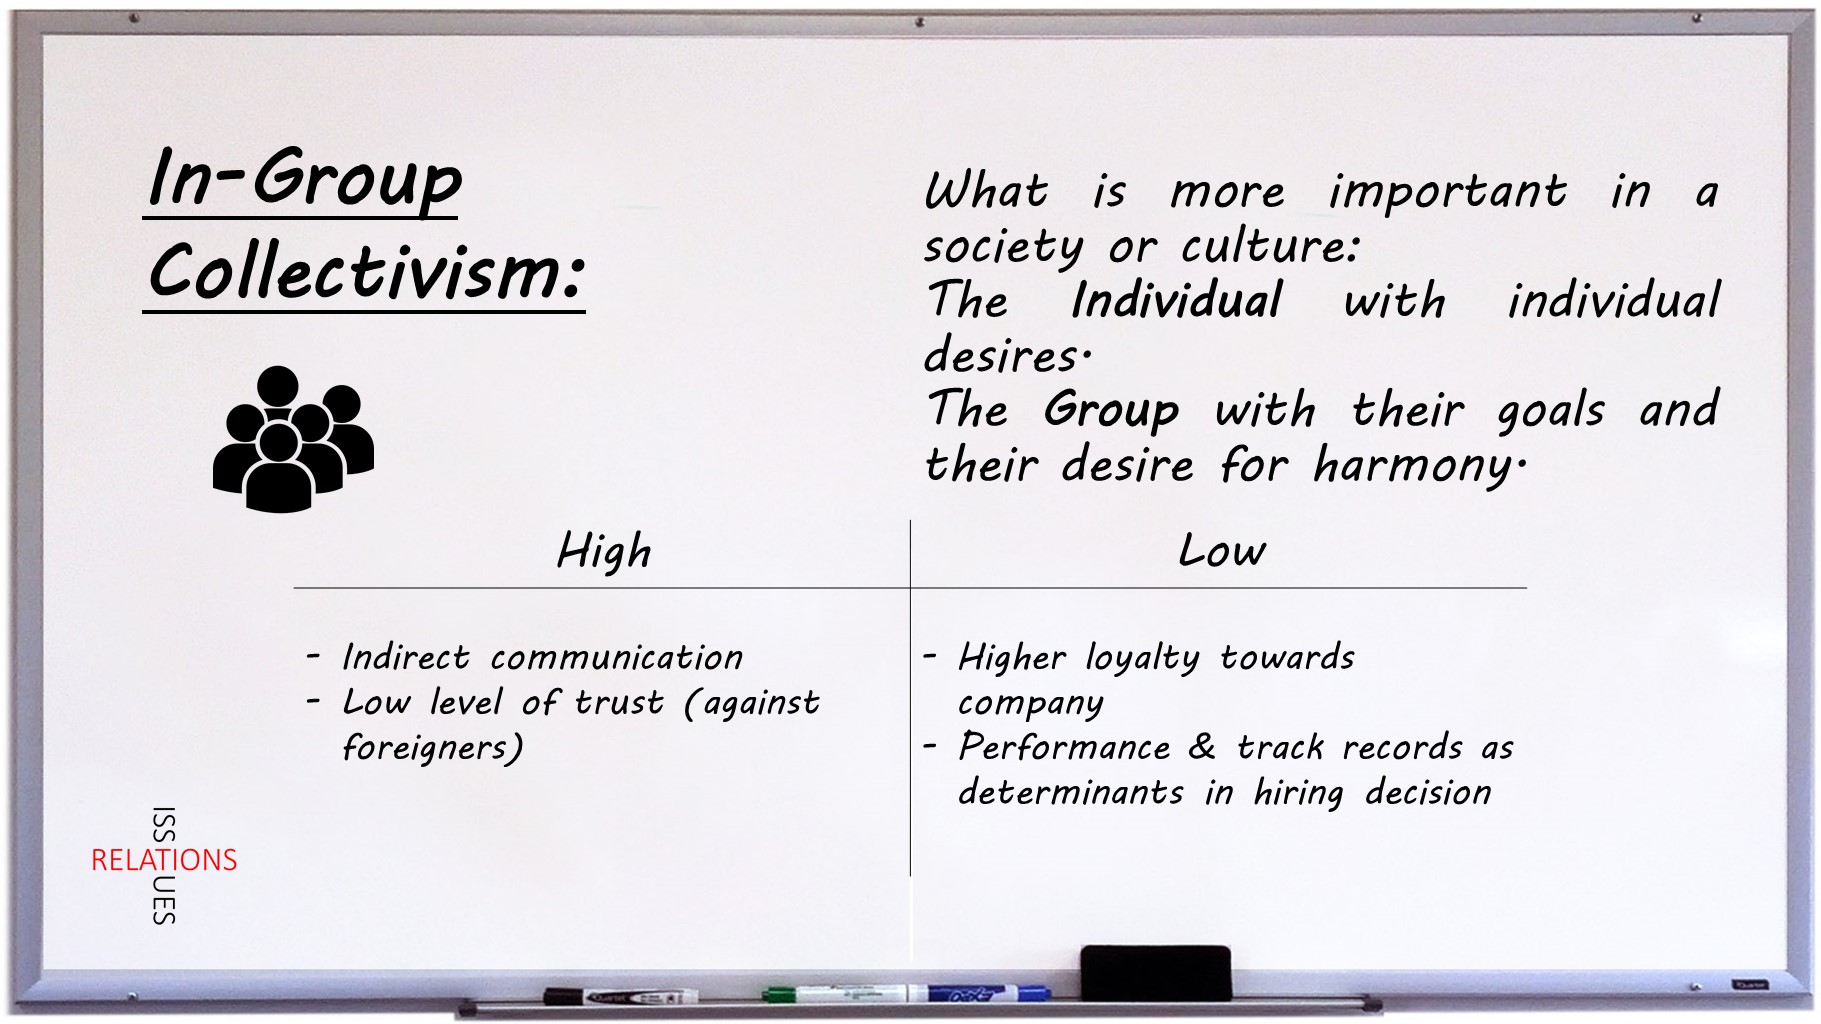 In-Group
Collectivism:
What is more important in a
society or culture:
The Individual with individual
desires.
The Group with their goals and
their desire for harmony.
High
Low
- Indirect communication
- Low level of trust (against
foreigners)
- Higher loyalty towards
company
- Performance & track records as
determinants in hiring decision
ISSUES
RELATIONS
Quartet
Quartet